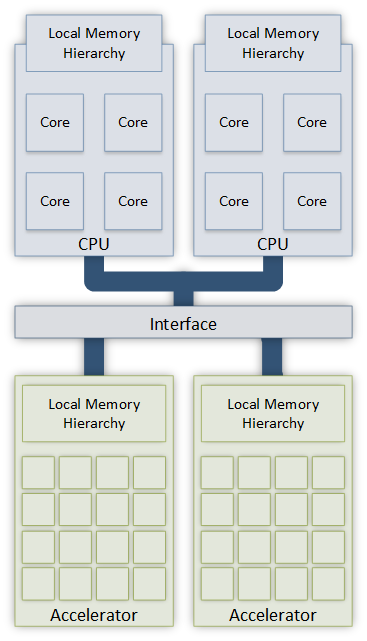 Local Memory
Hierarchy
Local Memory
Hierarchy
Core
Core
Core
Core
Core
Core
Core
Core
CPU
CPU
Interface
Local Memory
Hierarchy
Local Memory
Hierarchy
Accelerator
Accelerator